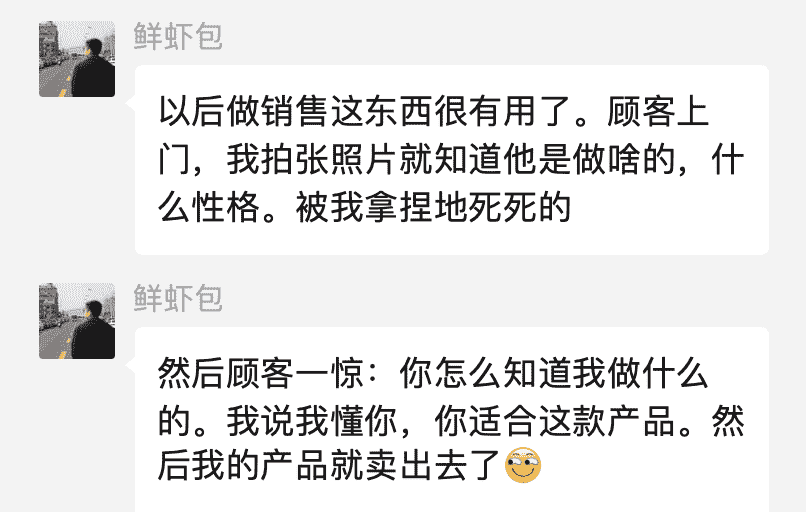 鲜虾包
以后做销售这东西很有用了。顾客上
门，我拍张照片就知道他是做啥的，什
么性格。被我拿捏地死死的
鲜虾包
然后顾客一惊：你怎么知道我做什么
的。我说我懂你，你适合这款产品。然
后我的产品就卖出去了